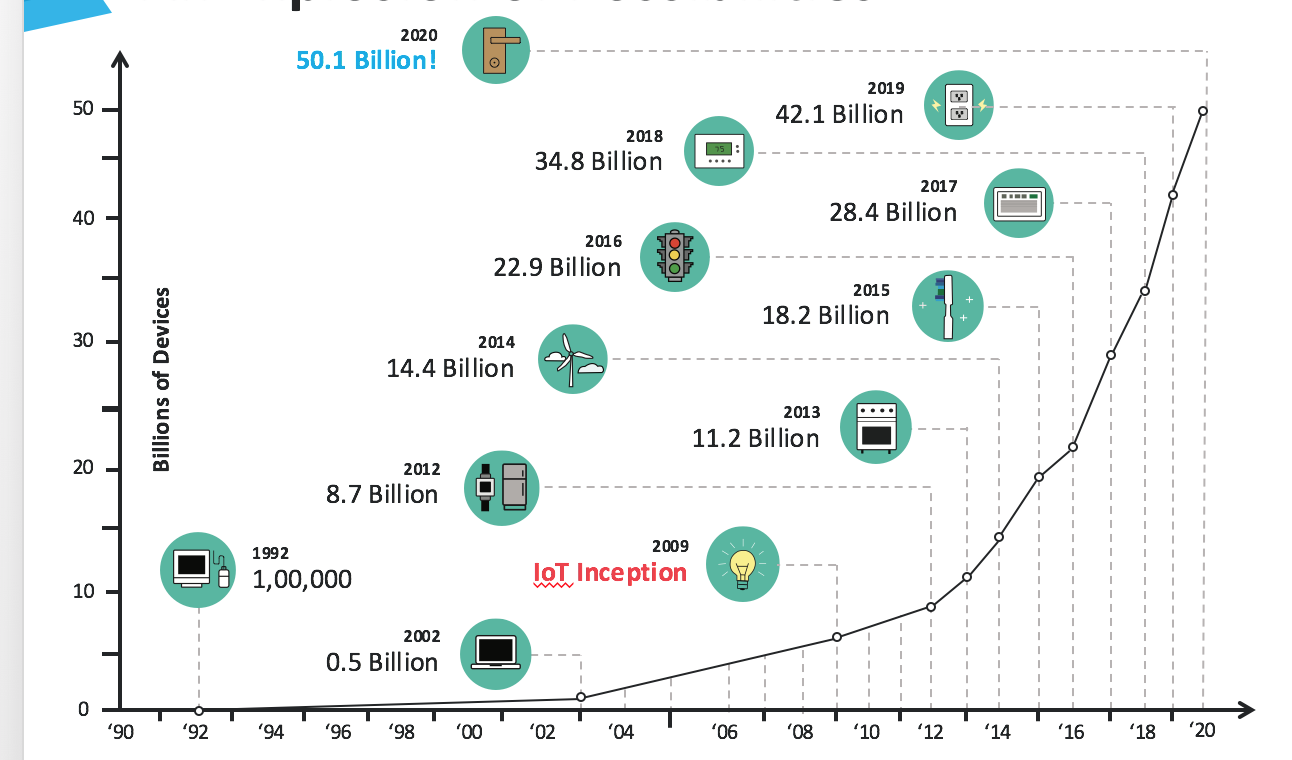 2020
50.1 Billion!
2019
42.1 Billion
2018
34.8 Billion
75
2017
28.4 Billion
2016
22.9 Billion
2015
18.2 Billion
2014
14.4 Billion
2013
11.2 Billion
2012
8.7 Billion
2009
IoT Inception
1992
1,00,000
2002
0.5 Billion
Billions of Devices
50
40
30
20
10
0
‘90 ‘92 ‘94 ‘96 ‘98 ‘00 ‘02 ‘04 ‘06 ‘08 ‘10 ‘12 ‘14 ‘16 ‘18 ‘20